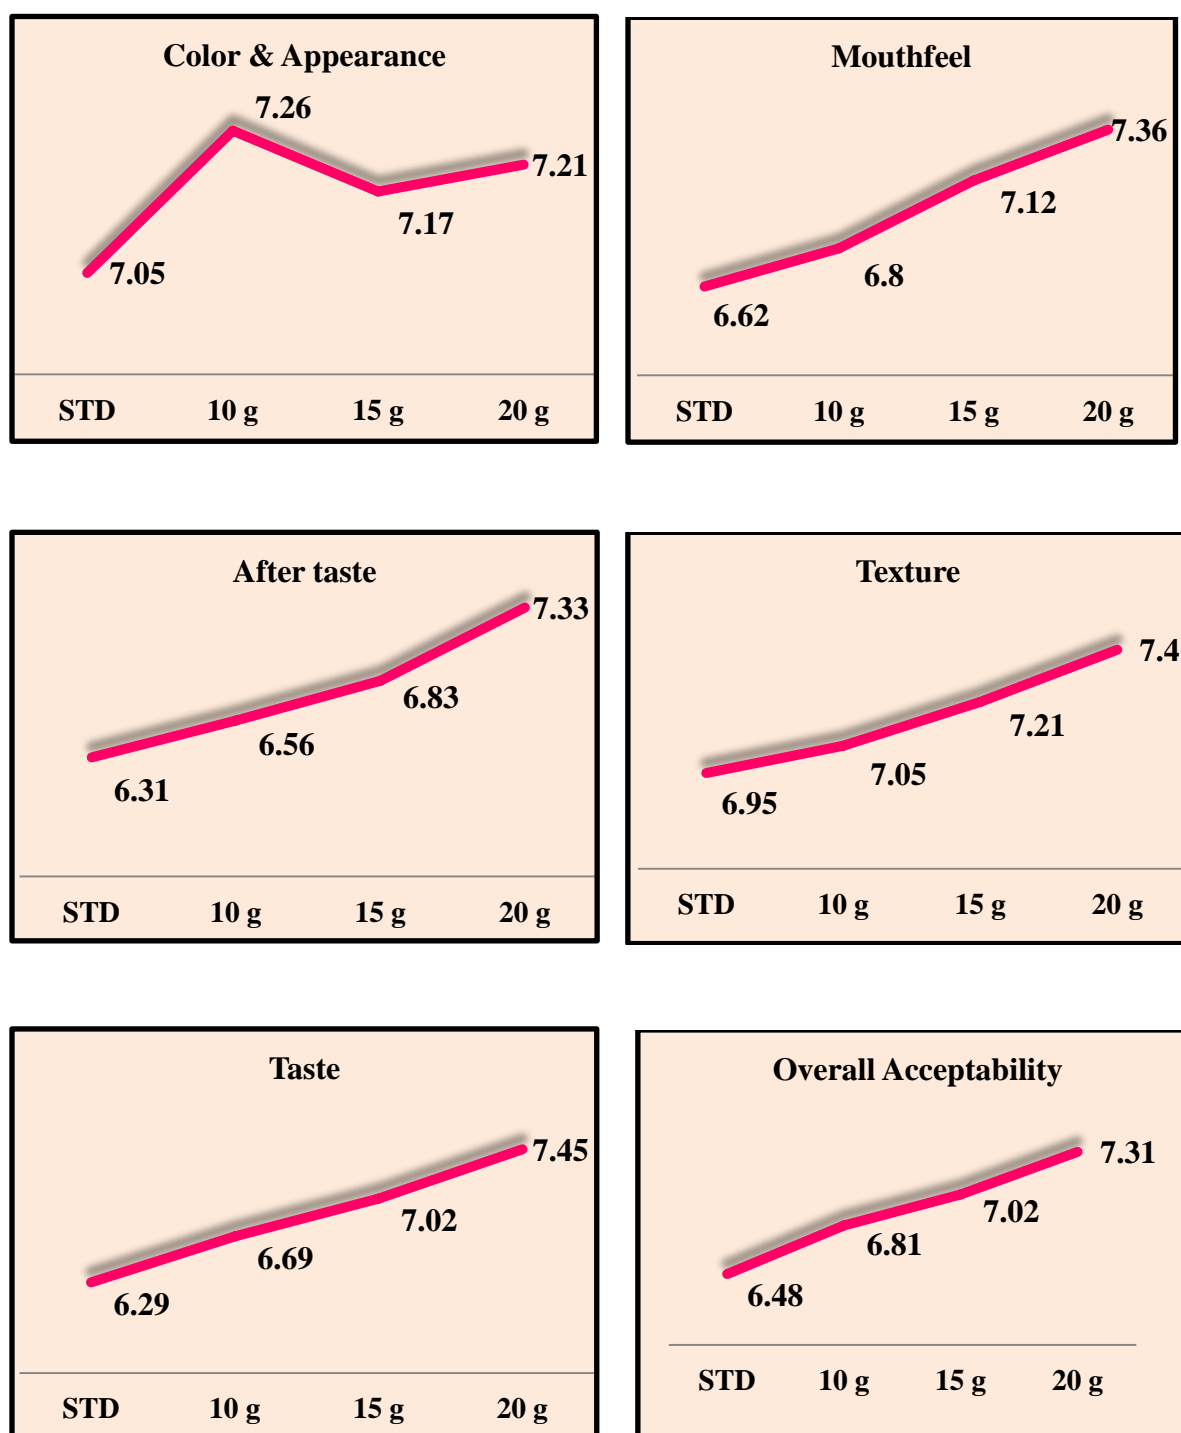 Color & Appearance
7.26
7.21
7.17
7.05
STD 10 g 15 g 20 g
Mouthfeel
7.36
7.12
6.8
6.62
STD 10 g 15 g 20 g
After taste
7.33
6.83
6.56
6.31
STD 10 g 15 g 20 g
Texture
7.4
7.21
7.05
6.95
STD 10 g 15 g 20 g
Taste
7.45
7.02
6.69
6.29
STD 10 g 15 g 20 g
Overall Acceptability
7.31
7.02
6.81
6.48
STD 10 g 15 g 20 g